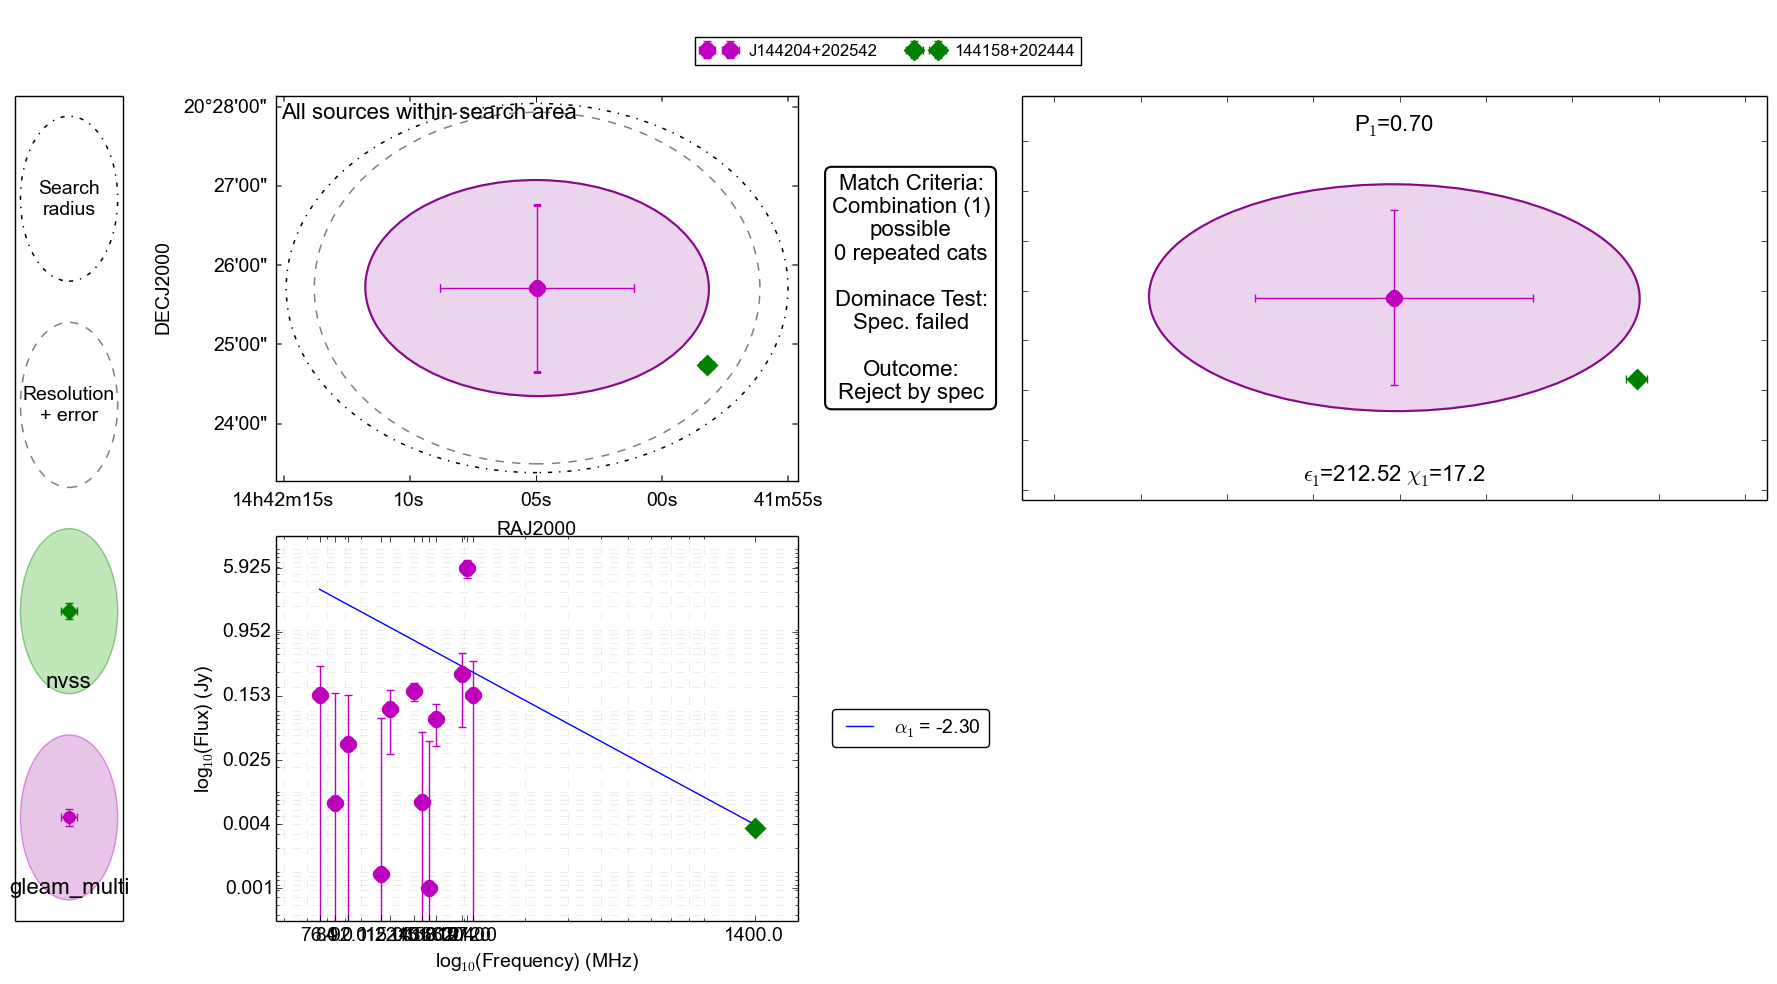 J144204+202542 144158+202444
Search
radius
Resolution
+ error
nvss
gleam_multi
All sources within search area
20°28'00"
27'00"
26'00"
25'00"
24'00"
DECJ2000
14h42m15s 10s 05s 00s 41m55s
RAJ2000
Match Criteria:
Combination (1)
possible
0 repeated cats
Dominace Test:
Spec. failed
Outcome:
Reject by spec
P₁=0.70
ϵ₁=212.52 χ₁=17.2
5.925
0.952
0.153
0.025
0.004
0.001
log₁₀(Flux) (Jy)
1400.0
log₁₀(Frequency) (MHz)
α₁ = -2.30